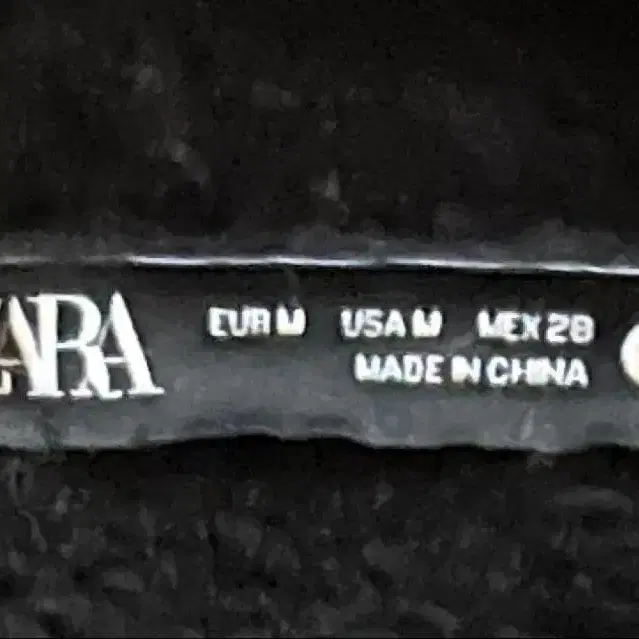 ZARA EUR M USA M MEX 28
MADE IN CHINA